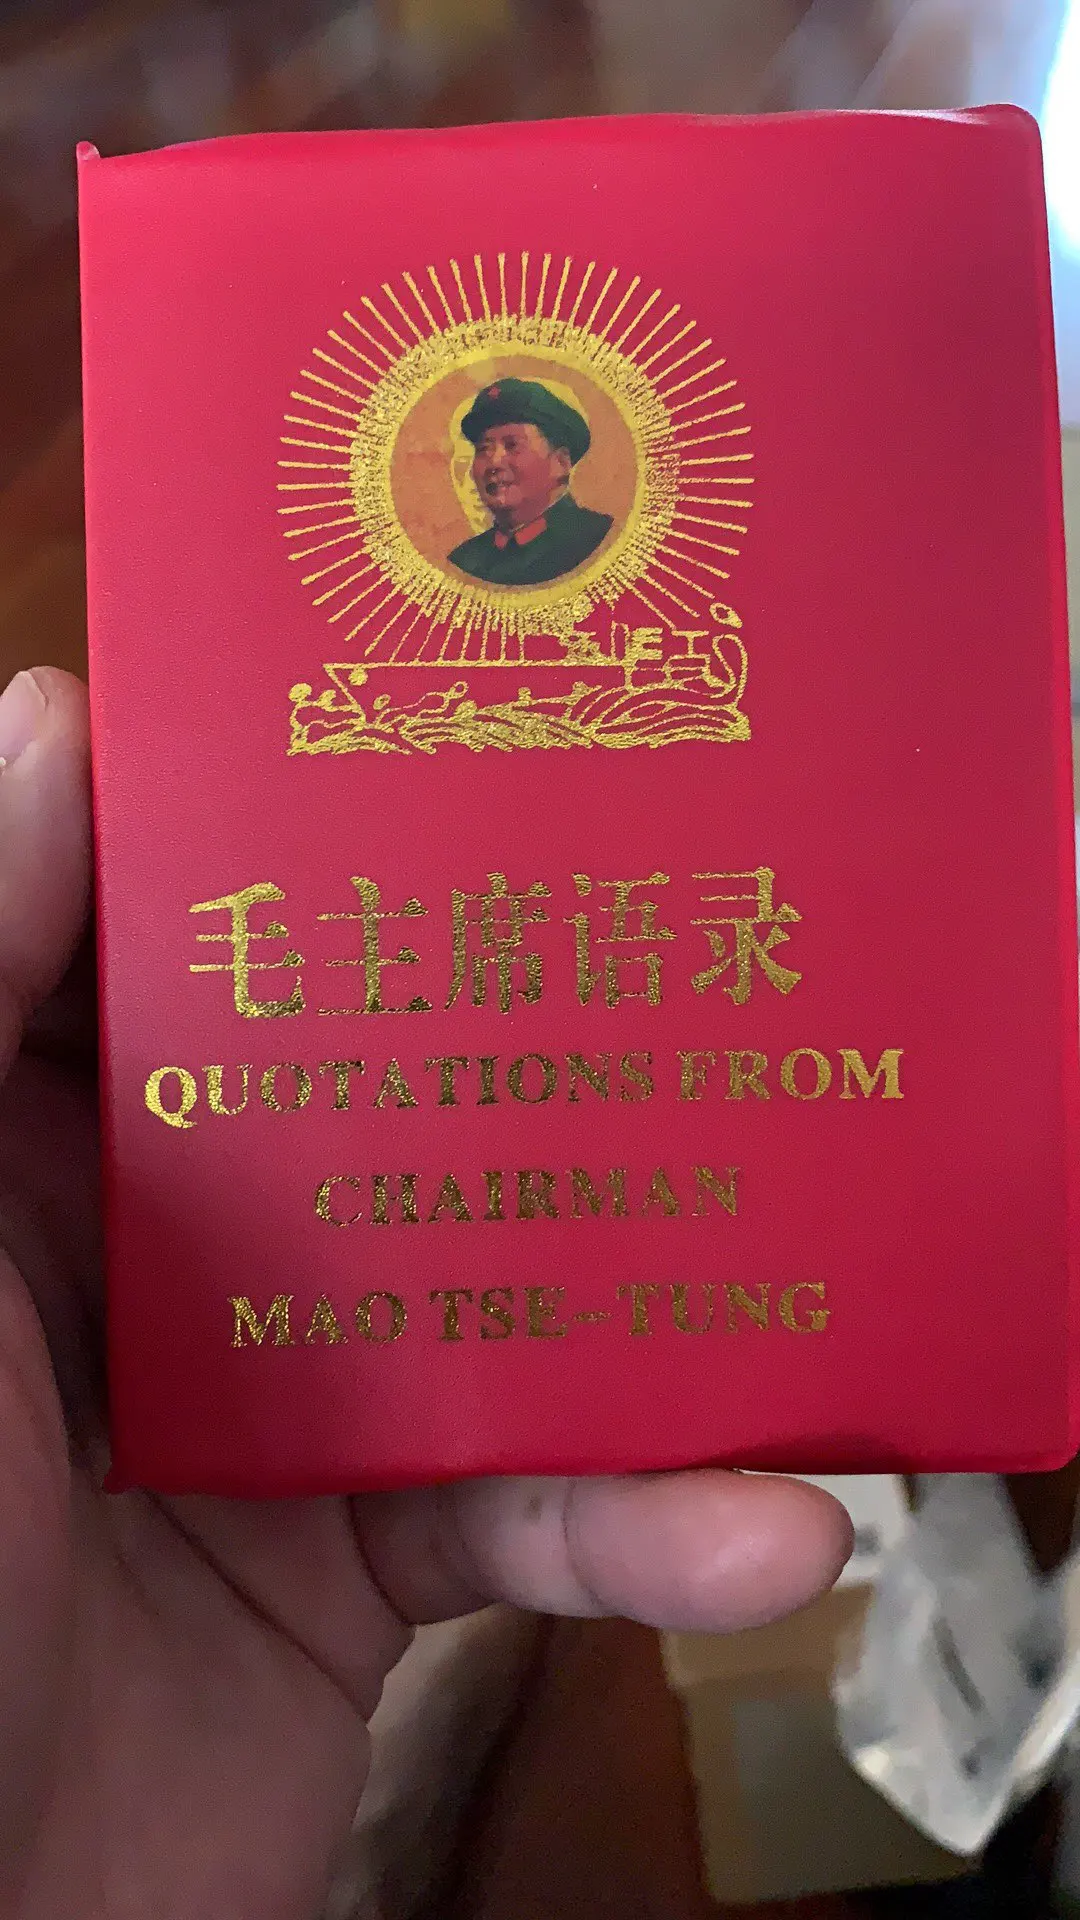 毛主席语录
QUOTATIONS FROM
CHAIRMAN
MAO TSE-TUNG